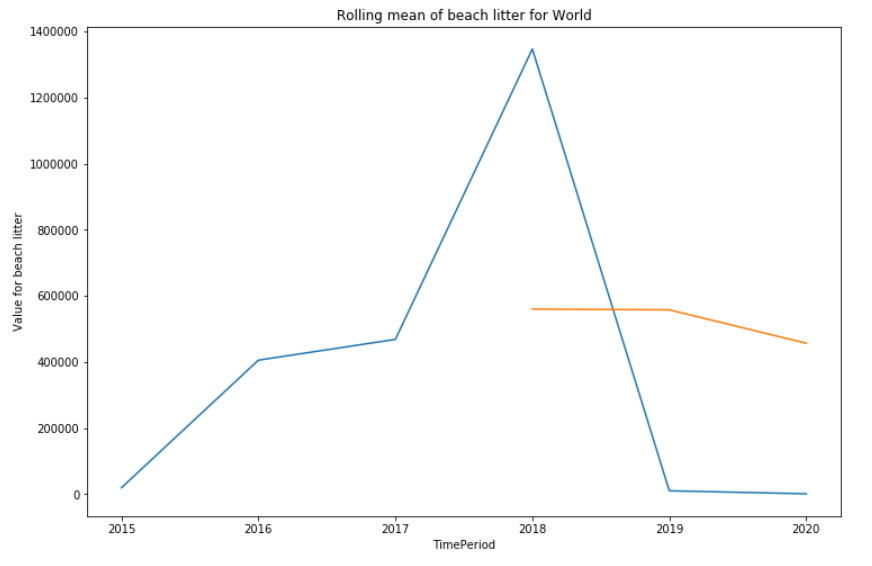 Rolling mean of beach litter for World
1400000
1200000
1000000
800000
600000
400000
200000
0
Value for beach litter
2015 2016 2017 2018 2019 2020
TimePeriod